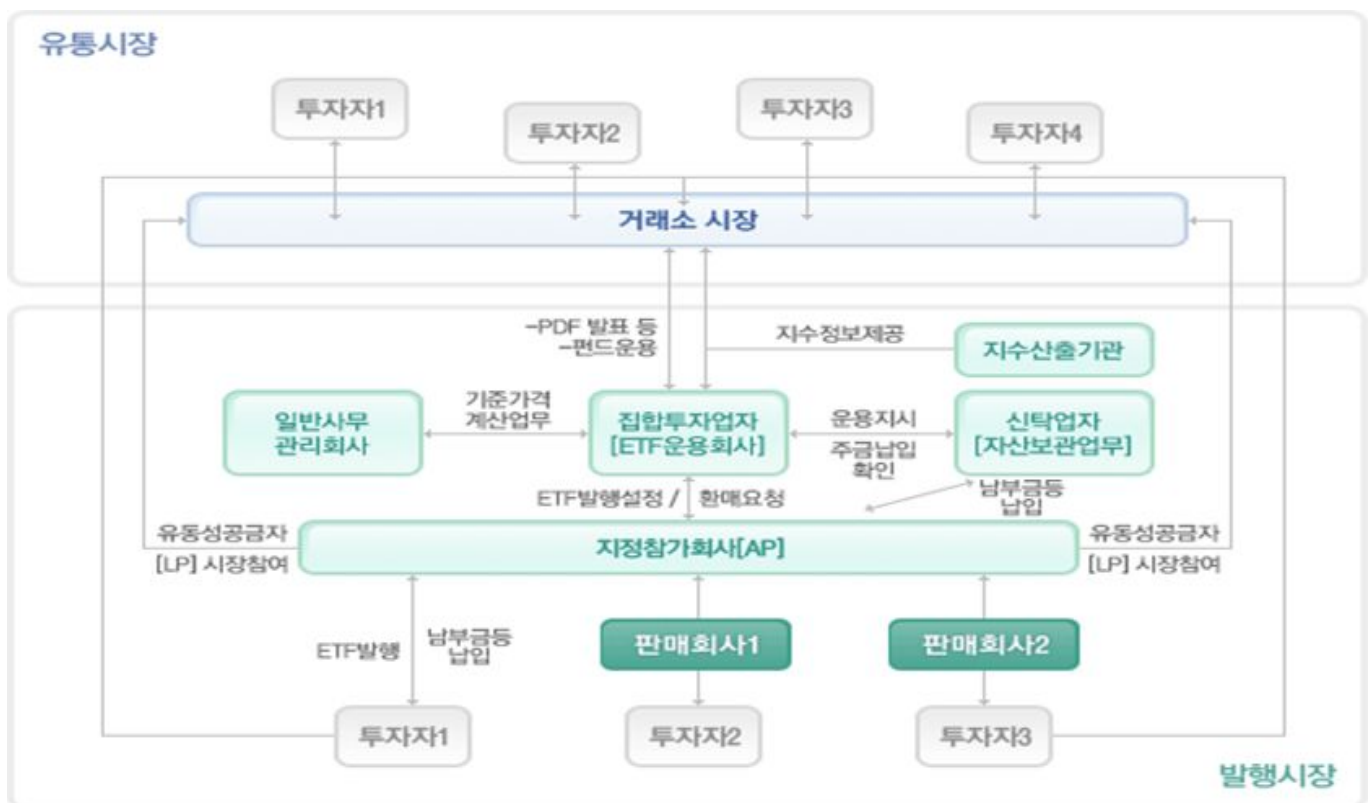 유통시장
투자자1
투자자2
투자자3
투자자4
거래소 시장
-PDF 발표 등
-펀드운용
지수정보제공
지수산출기관
일반사무
관리회사
기준가격
계산업무
집합투자업자
[ETF운용회사]
운용지시
주금납입
확인
신탁업자
[자산보관업무]
ETF발행설정 /
환매요청
남부금등
납입
유동성공급자
[LP] 시장참여
지정참가회사[AP]
유동성공급자
[LP] 시장참여
ETF발행
남부금등
납입
판매회사1
판매회사2
투자자1
투자자2
투자자3
발행시장